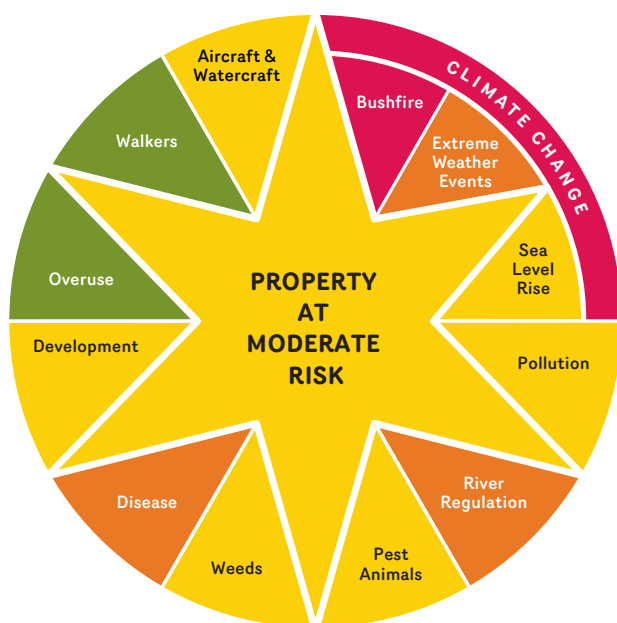 Aircraft &
Watercraft
Bushfire
CLIMATE CHANGE
Walkers
Extreme
Weather
Events
Sea
Level
Rise
Overuse
PROPERTY
AT
MODERATE
RISK
Development
Pollution
Disease
River
Regulation
Weeds
Pest
Animals